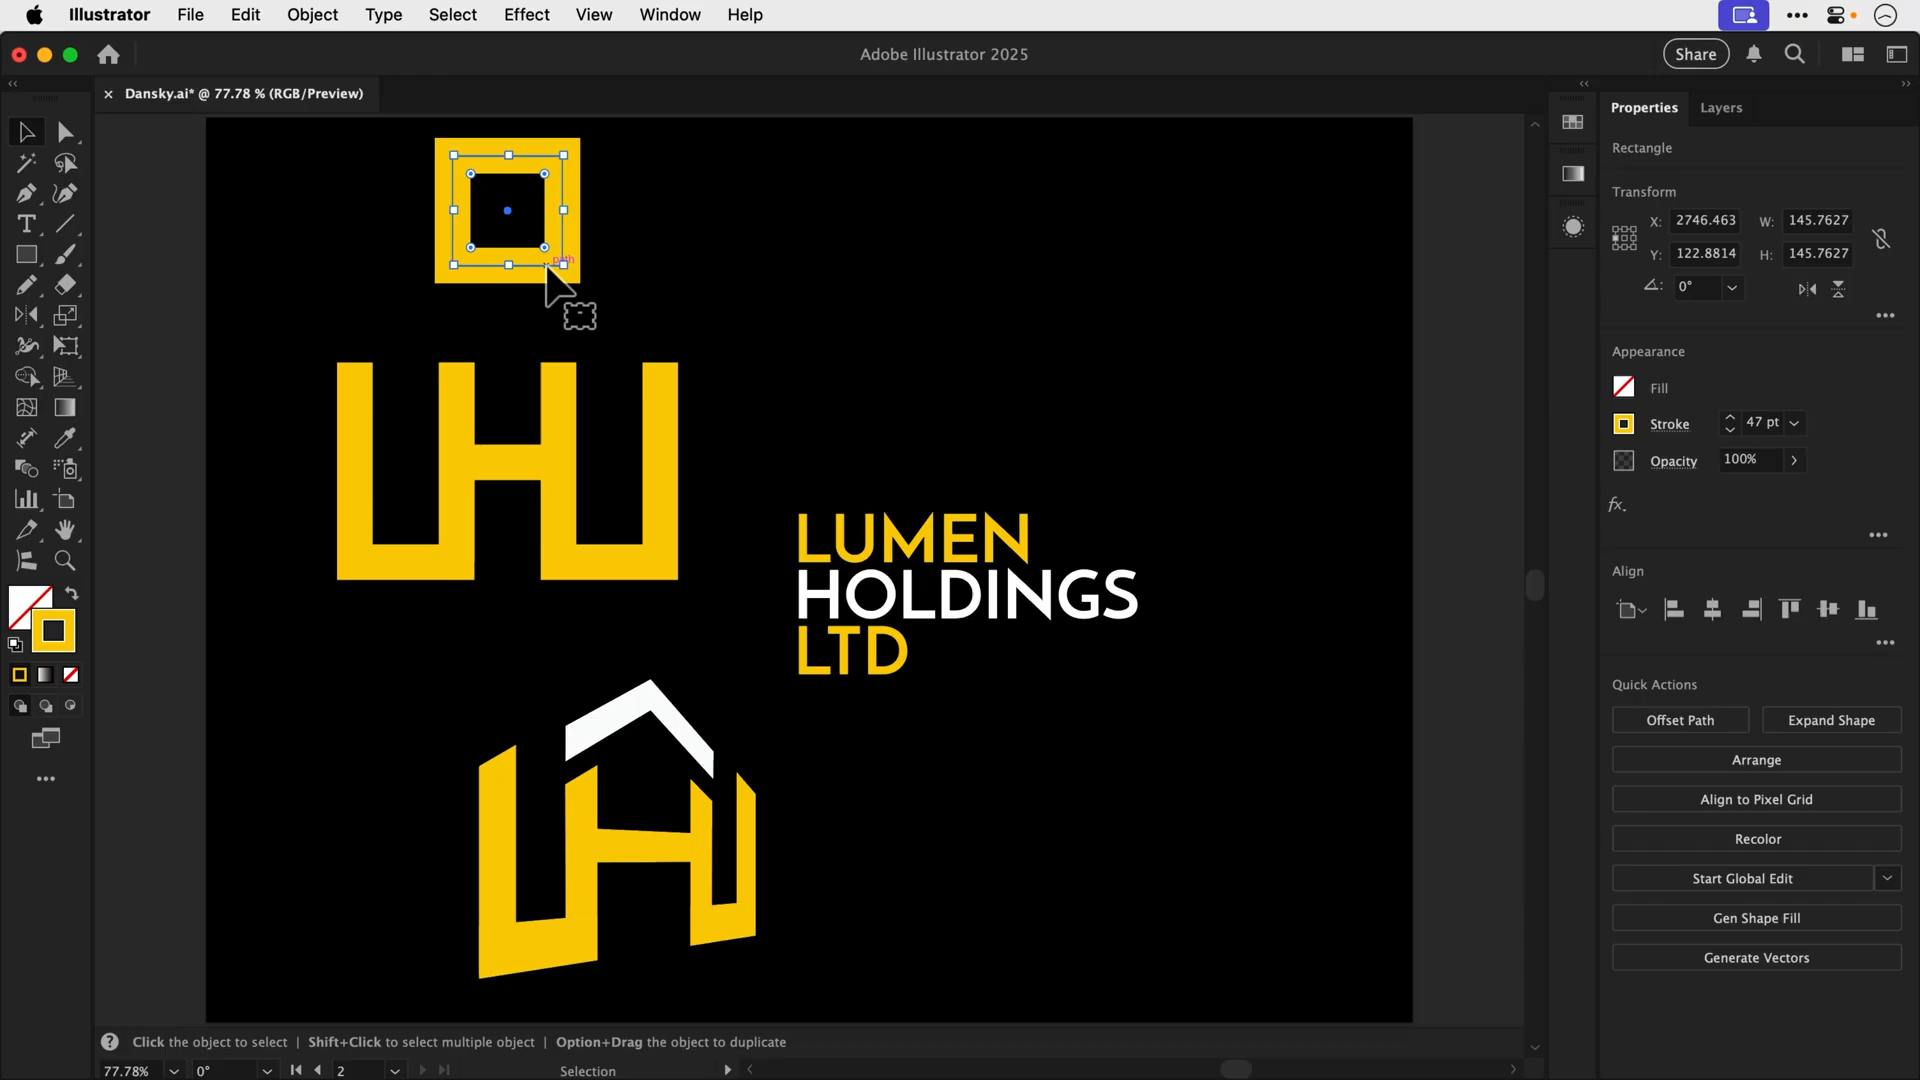 Illustrator File Edit Object Type Select Effect View Window Help
Adobe Illustrator 2025
Share
Dansky.ai* @ 77.78 % (RGB/Preview)
Properties Layers
Rectangle
Transform
X: 2746.463 W: 145.7627
Y: 122.8814 H: 145.7627
0°
Appearance
Fill
Stroke 47 pt
Opacity 100%
fx.
Align
Quick Actions
Offset Path Expand Shape
Arrange
Align to Pixel Grid
Recolor
Start Global Edit
Gen Shape Fill
Generate Vectors
path
LUMEN
HOLDINGS
LTD
Click the object to select | Shift+Click to select multiple object | Option+Drag the object to duplicate
77.78% 0° 2 Selection